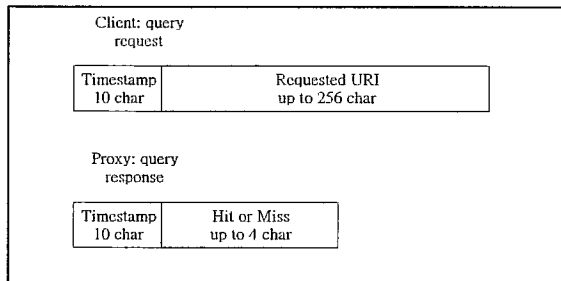 Client: query
request
Timestamp
10 char
Requested URI
up to 256 char
Proxy: query
response
Timestamp
10 char
Hit or Miss
up to 4 char